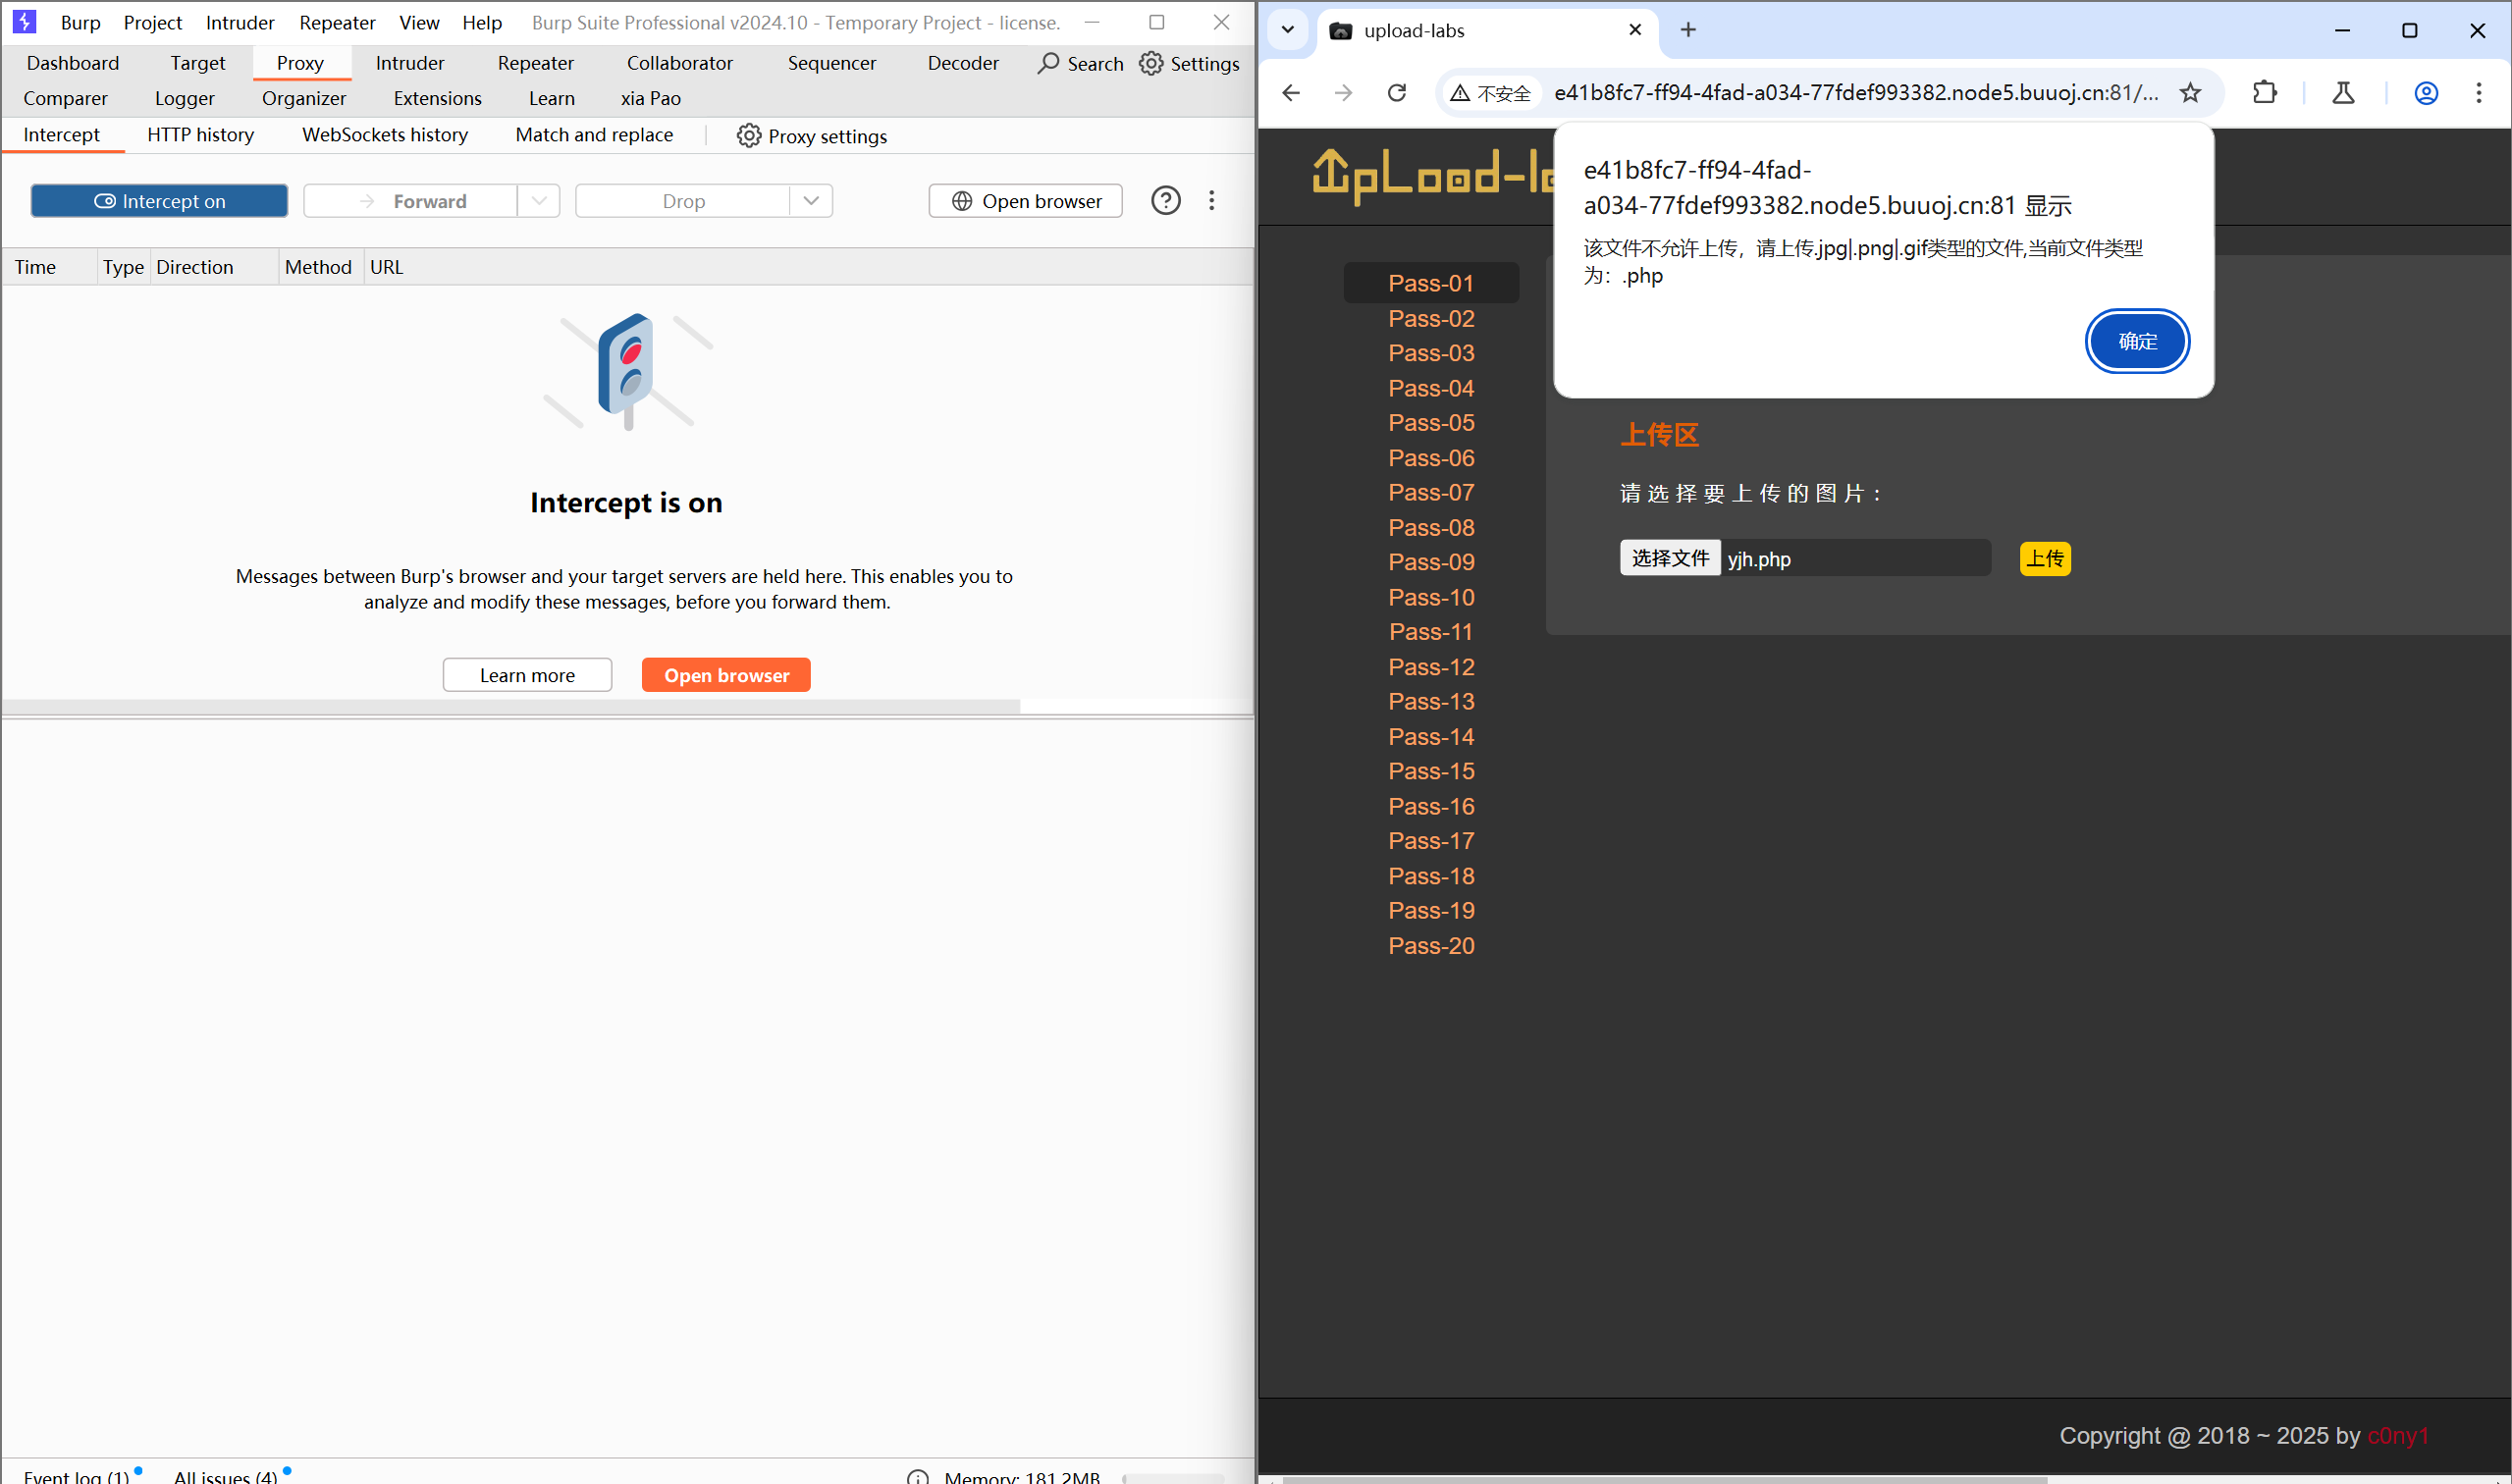 Burp Project Intruder Repeater View Help Burp Suite Professional v2024.10 - Temporary Project - license.
Dashboard Target Proxy Intruder Repeater Collaborator Sequencer Decoder Search Settings
Comparer Logger Organizer Extensions Learn xia Pao
Intercept HTTP history WebSockets history Match and replace Proxy settings
Intercept on Forward Drop Open browser
Time Type Direction Method URL
Intercept is on
Messages between Burp's browser and your target servers are held here. This enables you to
analyze and modify these messages, before you forward them.
Learn more Open browser
Event log (1) All issues (4) Memory: 181.2MB
upload-labs
不安全 e41b8fc7-ff94-4fad-a034-77fdef993382.node5.buuoj.cn:81/...
UpLoad-l
e41b8fc7-ff94-4fad-
a034-77fdef993382.node5.buuoj.cn:81 显示
该文件不允许上传，请上传.jpg|.png|.gif类型的文件,当前文件类型
为：.php
确定
Pass-01
Pass-02
Pass-03
Pass-04
Pass-05
Pass-06
Pass-07
Pass-08
Pass-09
Pass-10
Pass-11
Pass-12
Pass-13
Pass-14
Pass-15
Pass-16
Pass-17
Pass-18
Pass-19
Pass-20
上传区
请选择要上传的图片：
选择文件 yjh.php 上传
Copyright @ 2018 ~ 2025 by c0ny1